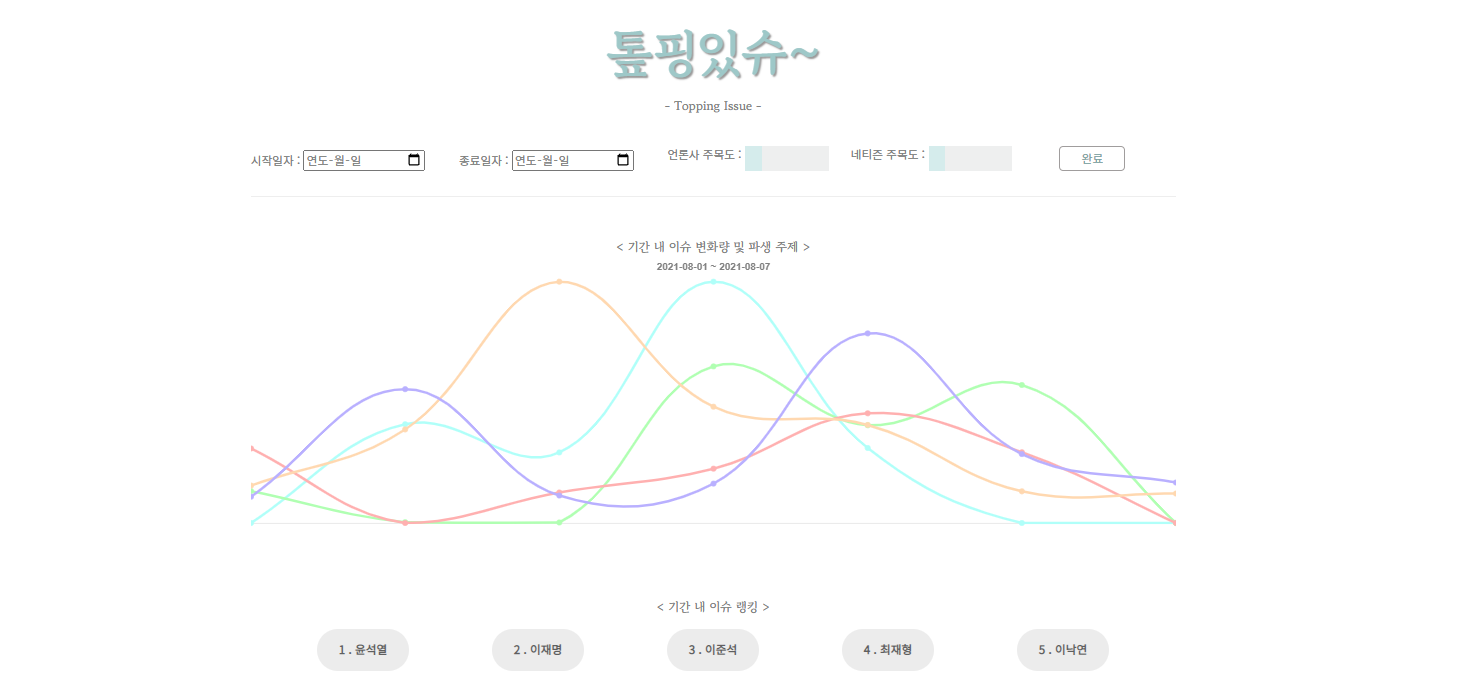 톺핑있슈~
- Topping Issue -
시작일자 : 연도-월-일 종료일자 : 연도-월-일 언론사 주목도 : 네티즌 주목도 : 완료
< 기간 내 이슈 변화량 및 파생 주제 >
2021-08-01 ~ 2021-08-07
< 기간 내 이슈 랭킹 >
1 . 윤석열 2 . 이재명 3 . 이준석 4 . 최재형 5 . 이낙연